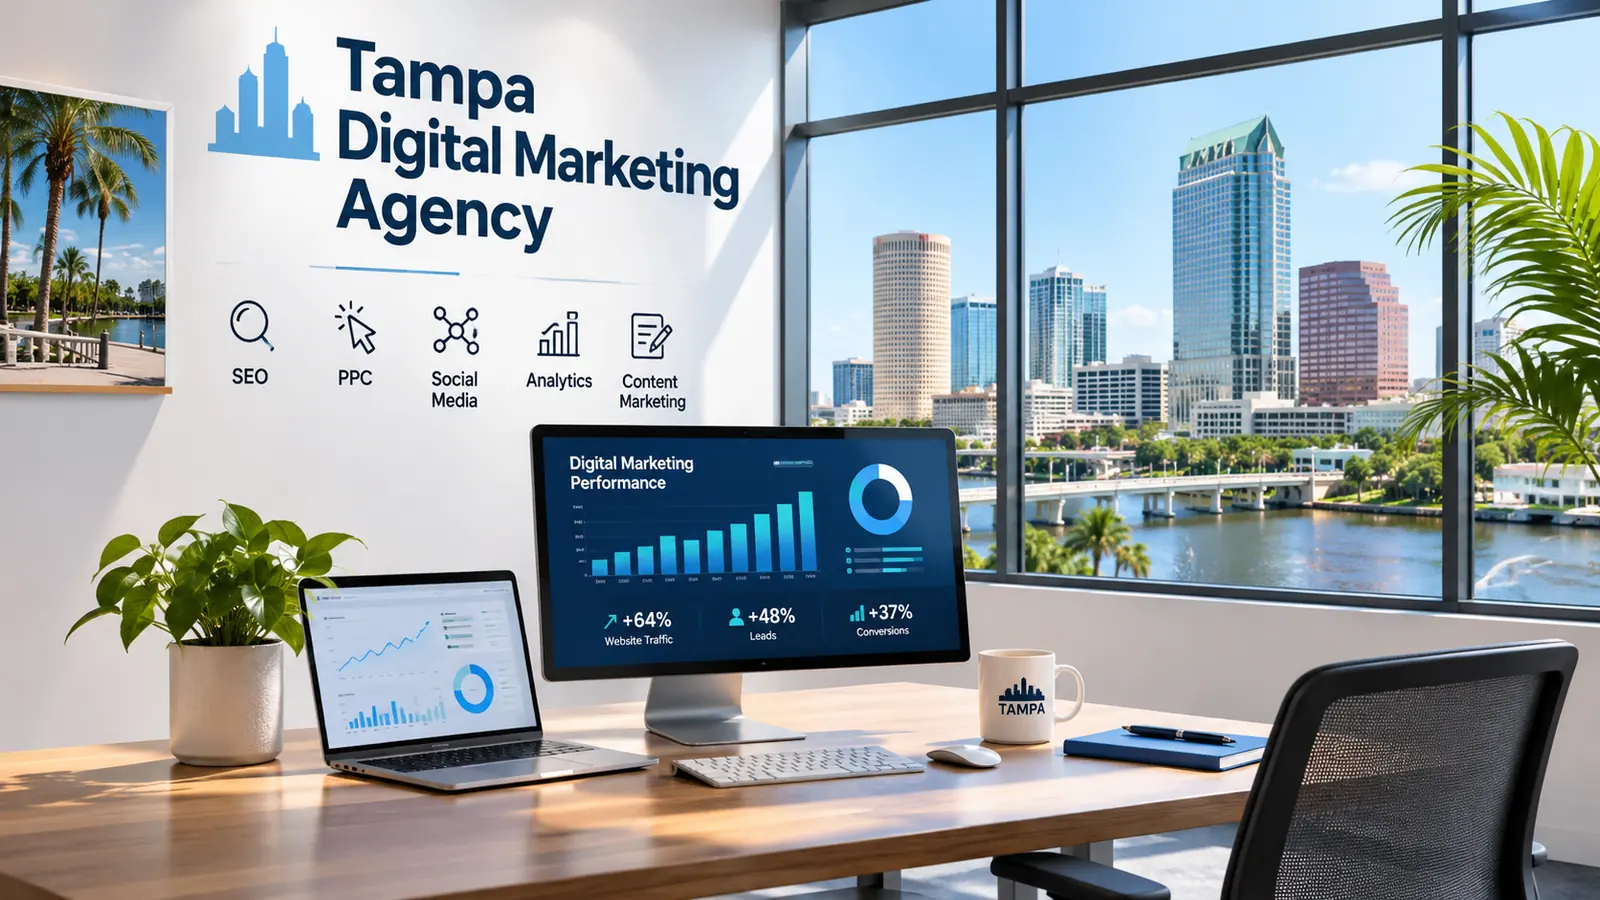 Tampa
Digital Marketing
Agency
SEO
PPC
Social
Media
Analytics
Content
Marketing
Digital Marketing
Performance
+64%
Website Traffic
+48%
Leads
+37%
Conversions
TAMPA